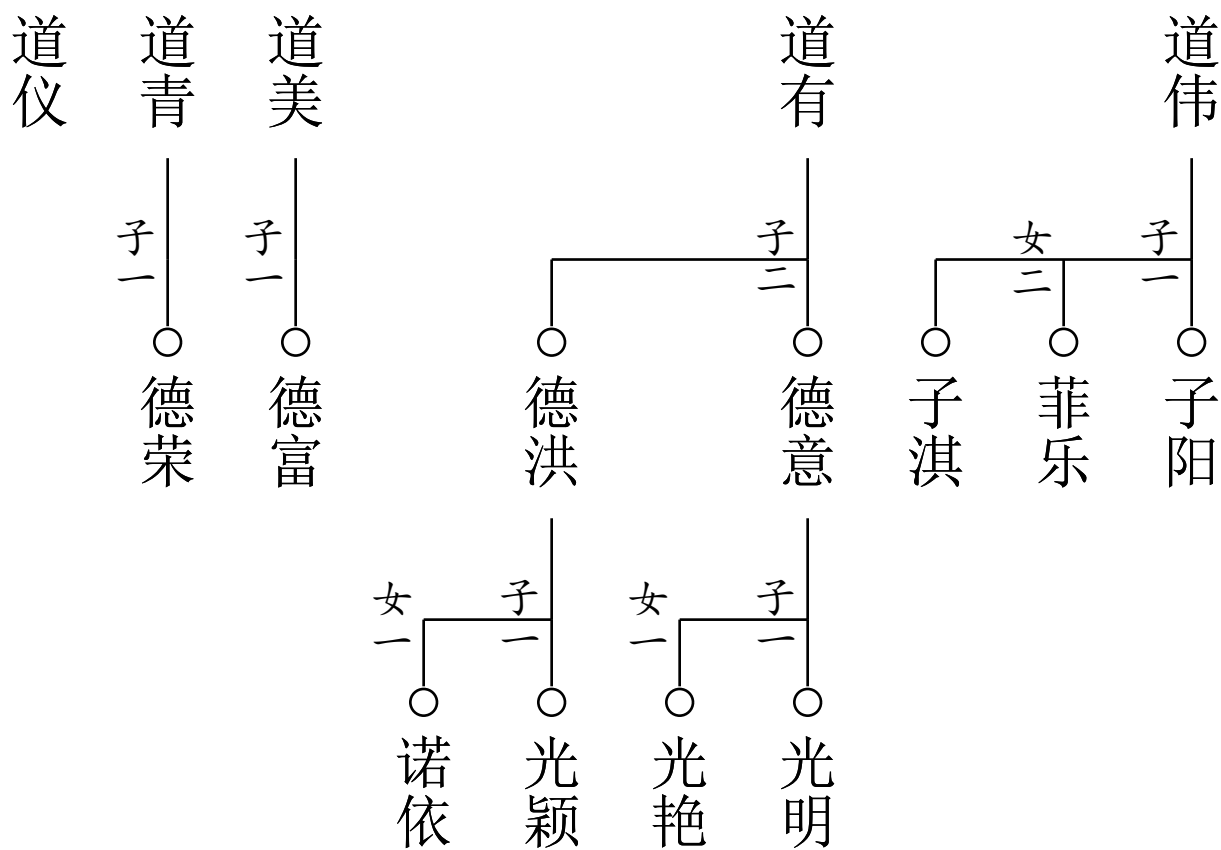 道伟
道有
道美
道青
道仪
子一
女二
子二
子一
子一
子阳
菲乐
子淇
德意
德洪
德富
德荣
子一
女一
子一
女一
光明
光艳
光颖
诺依